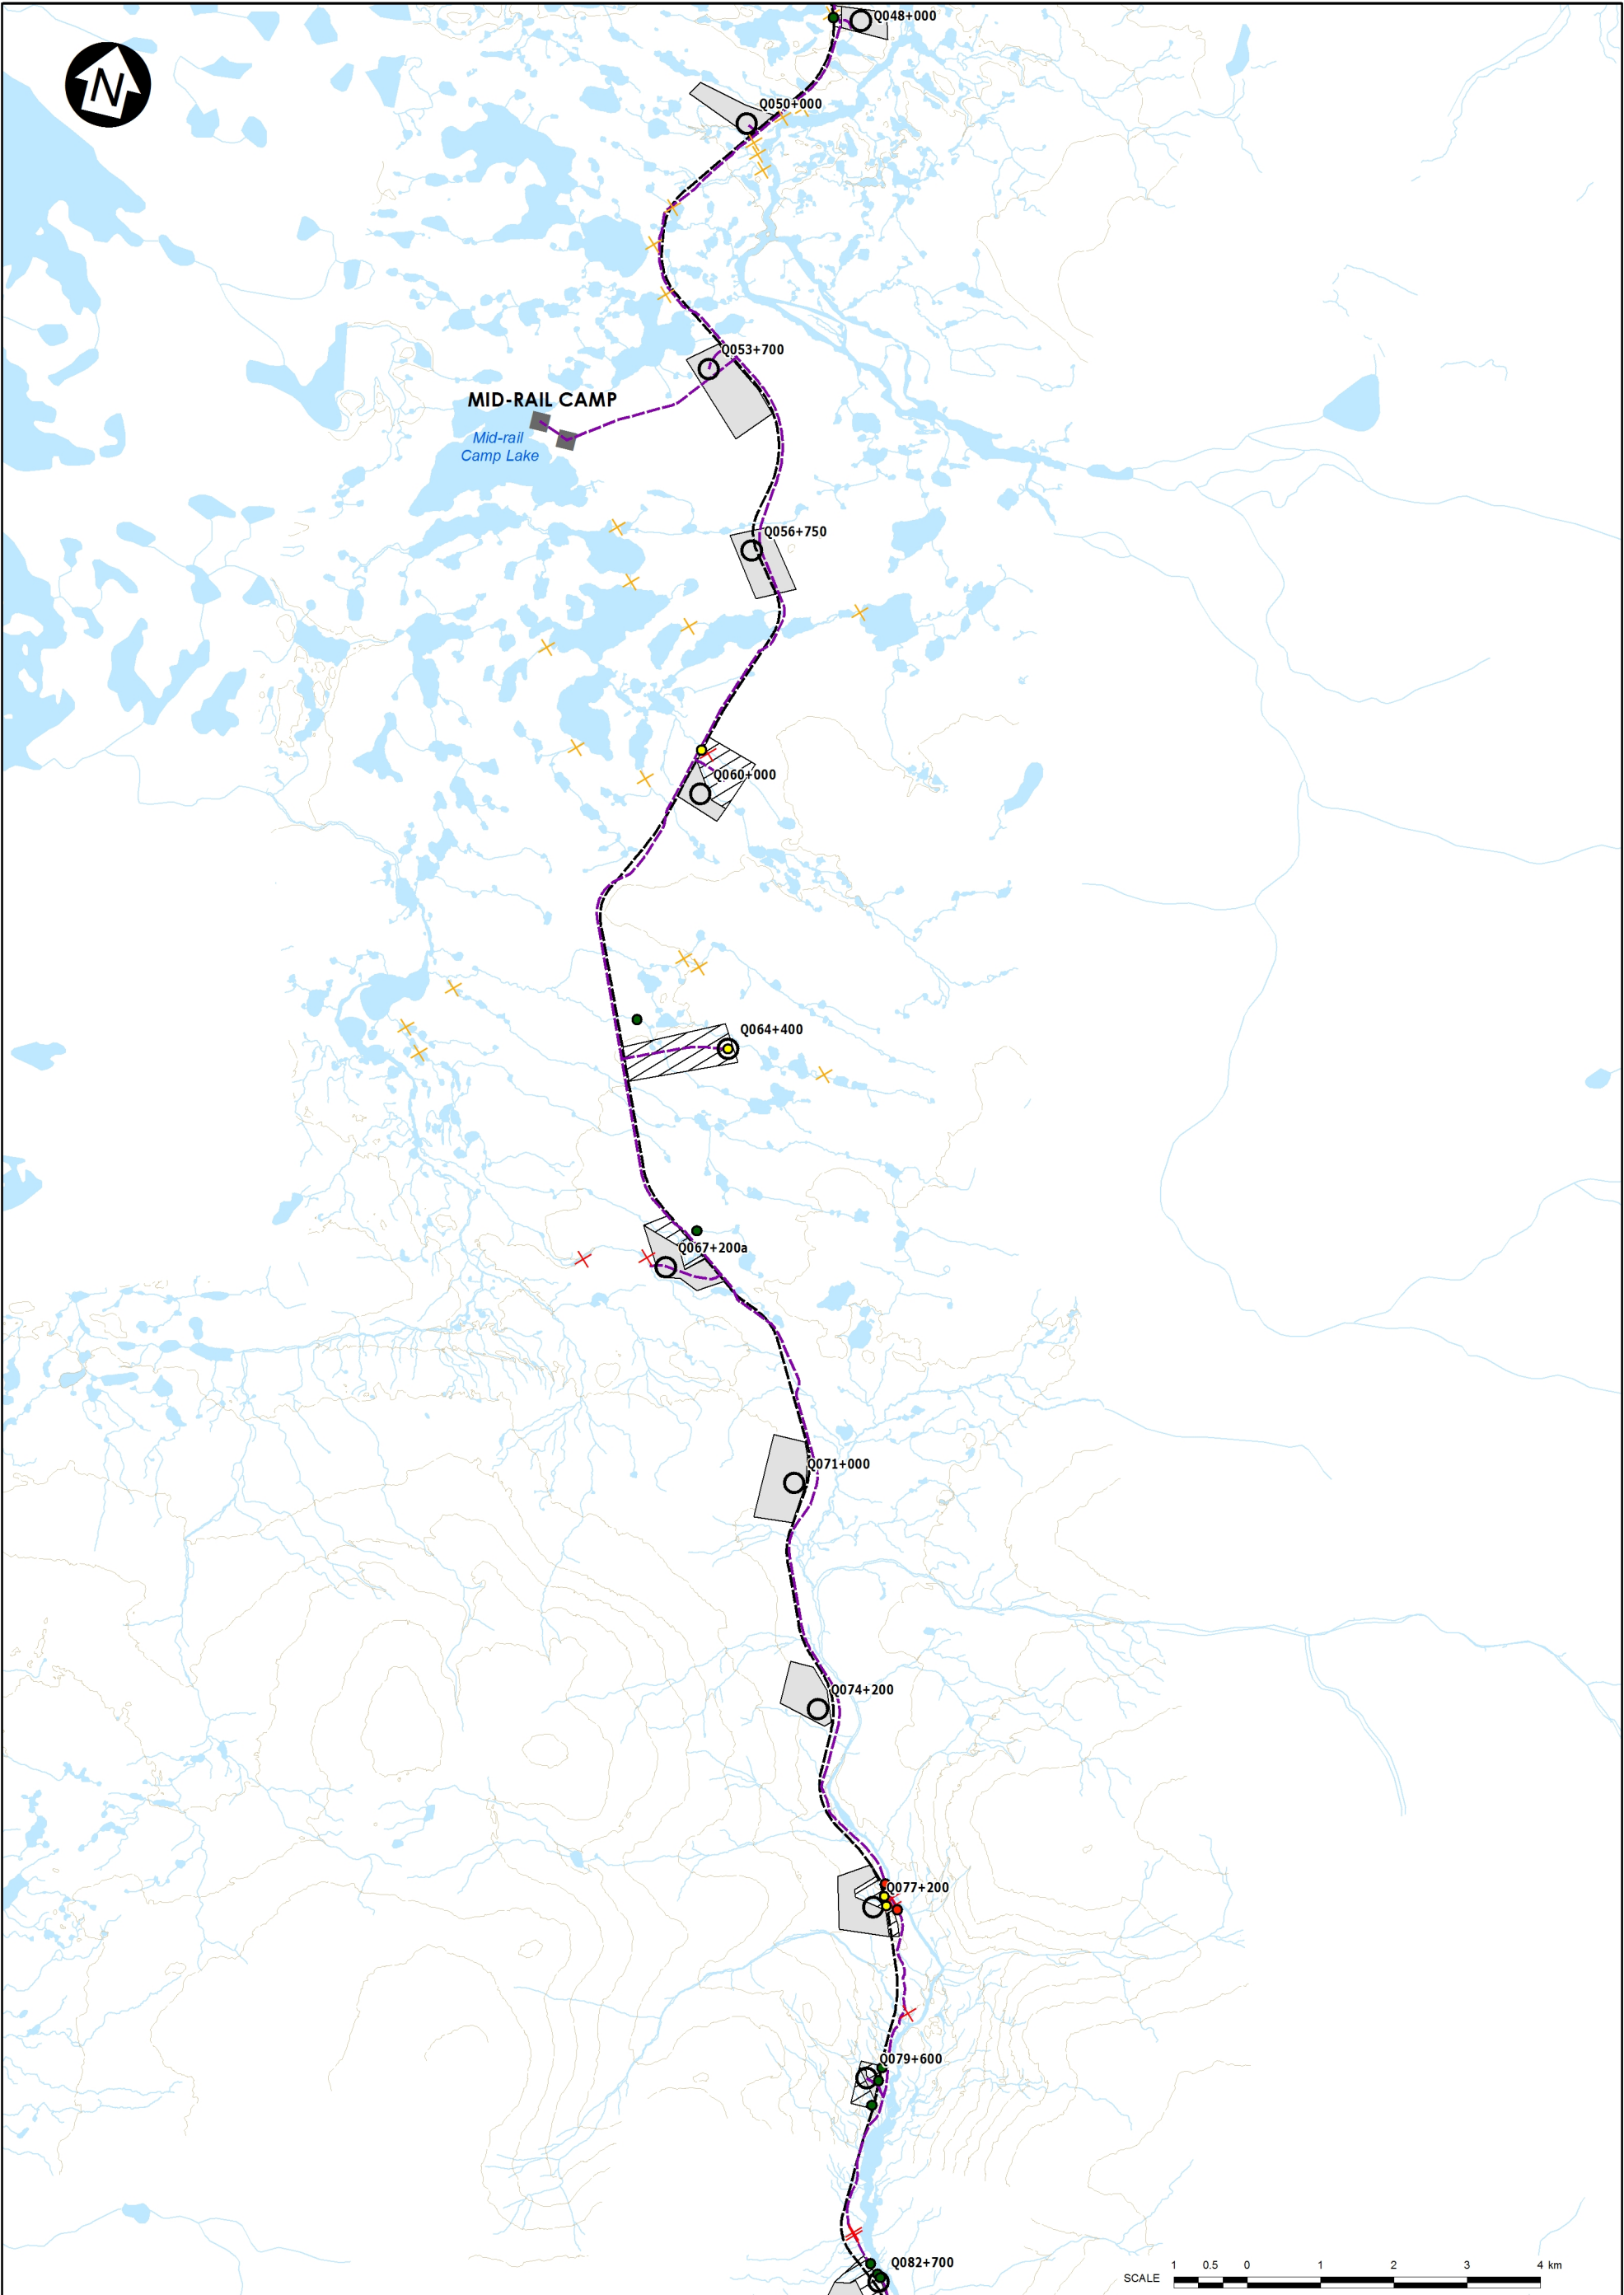 N
Q048+000
Q050+000
Q053+700
MID-RAIL CAMP
Mid-rail
Camp Lake
Q056+750
Q060+000
Q064+400
Q067+200a
Q071+000
Q074+200
Q077+200
Q079+600
Q082+700
SCALE 1 0.5 0 1 2 3 4 km